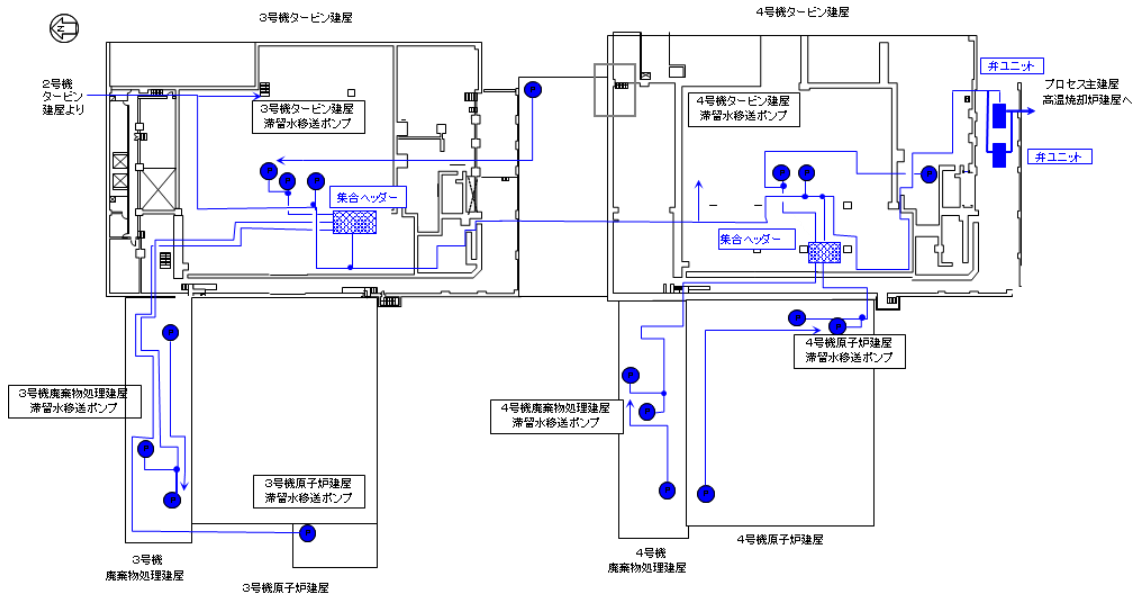 3号機タービン建屋
4号機タービン建屋
N
2号機
タービン
建屋より
3号機タービン建屋
滞留水移送ポンプ
4号機タービン建屋
滞留水移送ポンプ
弁ユニット
プロセス主建屋
高温焼却炉建屋へ
弁ユニット
P
P
P
P
P
P
P
集合ヘッダー
集合ヘッダー
P
P
P
4号機原子炉建屋
滞留水移送ポンプ
P
3号機廃棄物処理建屋
滞留水移送ポンプ
4号機廃棄物処理建屋
滞留水移送ポンプ
P
P
P
3号機原子炉建屋
滞留水移送ポンプ
P
P
P
P
3号機
廃棄物処理建屋
3号機原子炉建屋
4号機
廃棄物処理建屋
4号機原子炉建屋